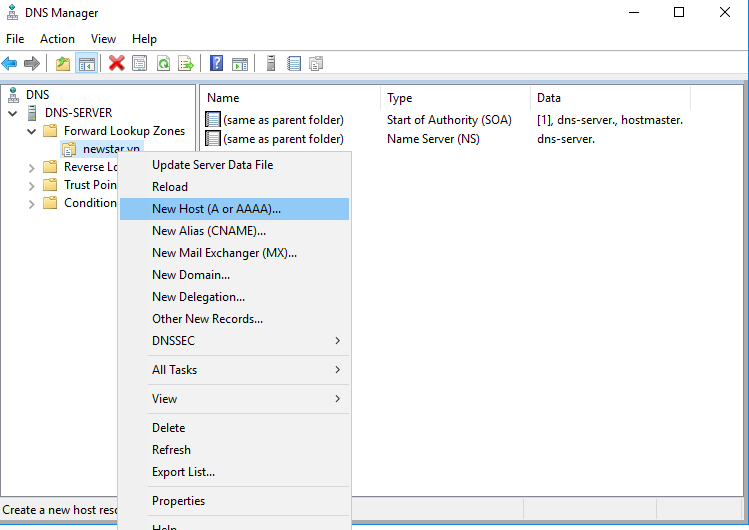 DNS Manager
File Action View Help
DNS
DNS-SERVER
Forward Lookup Zones
newstar.vn
Reverse Lo
Trust Poin
Condition
Name Type Data
(same as parent folder) Start of Authority (SOA) [1], dns-server., hostmaster.
(same as parent folder) Name Server (NS) dns-server.
Update Server Data File
Reload
New Host (A or AAAA)...
New Alias (CNAME)...
New Mail Exchanger (MX)...
New Domain...
New Delegation...
Other New Records...
DNSSEC
All Tasks
View
Delete
Refresh
Export List...
Properties
Help
Create a new host reso